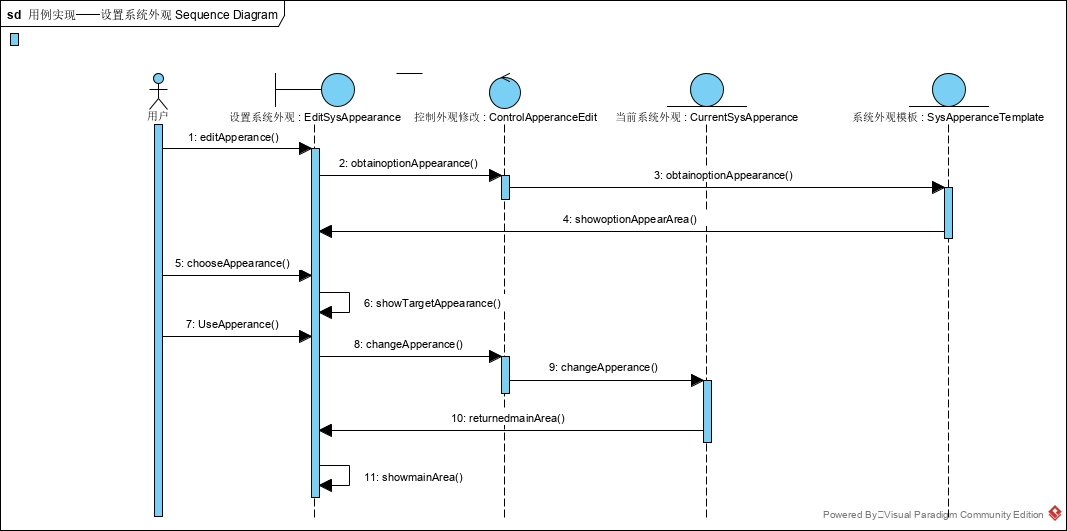 sd 用例实现——设置系统外观 Sequence Diagram
用户
设置系统外观 : EditSysAppearance
控制外观修改 : ControlApperanceEdit
当前系统外观 : CurrentSysApperance
系统外观模板 : SysApperanceTemplate
1: editApperance()
2: obtainoptionAppearance()
3: obtainoptionAppearance()
4: showoptionAppearArea()
5: chooseAppearance()
6: showTargetAppearance()
7: UseApperance()
8: changeApperance()
9: changeApperance()
10: returnedmainArea()
11: showmainArea()
Powered By Visual Paradigm Community Edition